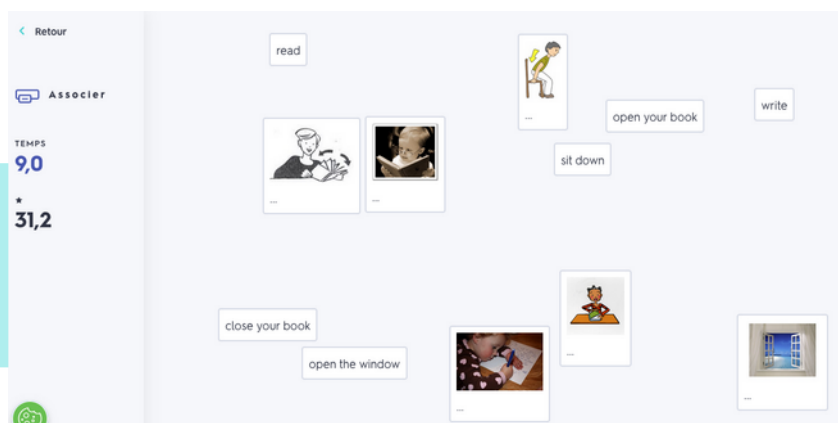 Retour
Associer
TEMPS
9,0
31,2
read
...
open your book
write
sit down
...
...
close your book
open the window
...
...
...